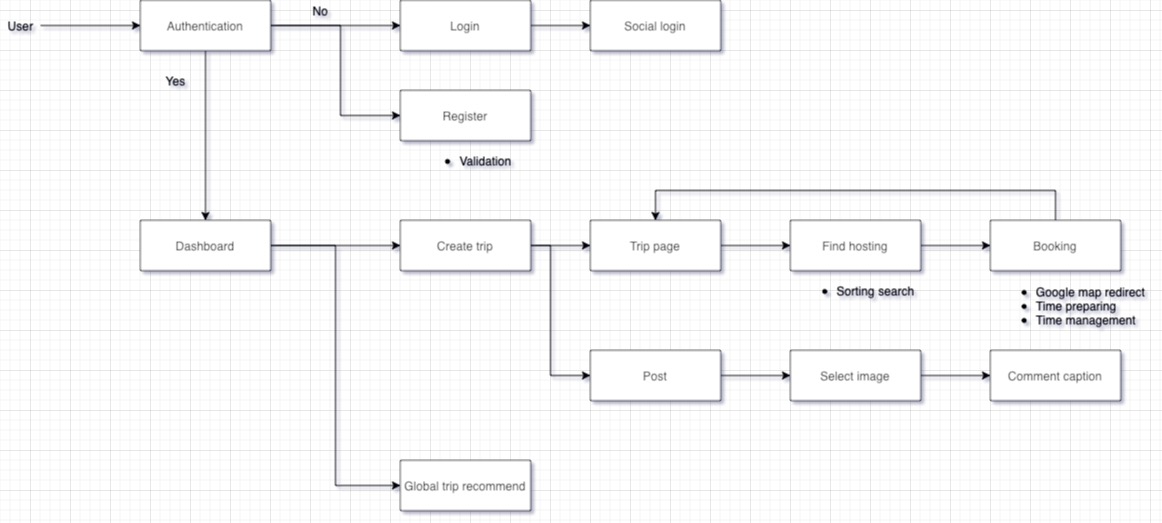 No
User
Authentication
Login
Social login
Yes
Register
• Validation
Dashboard
Create trip
Trip page
Find hosting
Booking
• Sorting search
• Google map redirect
• Time preparing
• Time management
Post
Select image
Comment caption
Global trip recommend